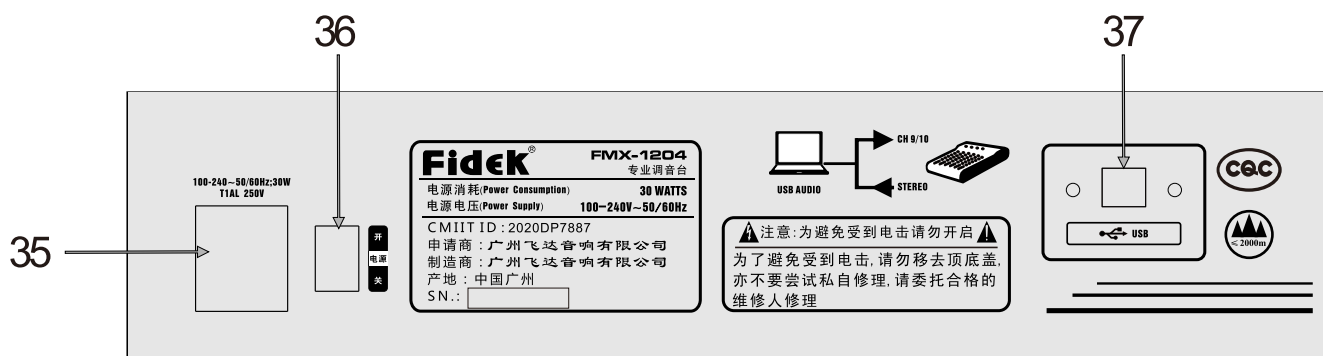 36
37
35
100-240~50/60Hz;30W
T1AL 250V
开
电源
关
Fidek®
FMX-1204
专业调音台
电源消耗(Power Consumption) 30 WATTS
电源电压(Power Supply) 100-240V~50/60Hz
CMIIT ID:2020DP7887
申请商:广州飞达音响有限公司
制造商:广州飞达音响有限公司
产地:中国广州
SN.:
USB AUDIO
CH 9/10
STEREO
注意:为避免受到电击请勿开启
为了避免受到电击,请勿移去顶底盖,
亦不要尝试私自修理,请委托合格的
维修人修理
USB
CQC
≤2000m